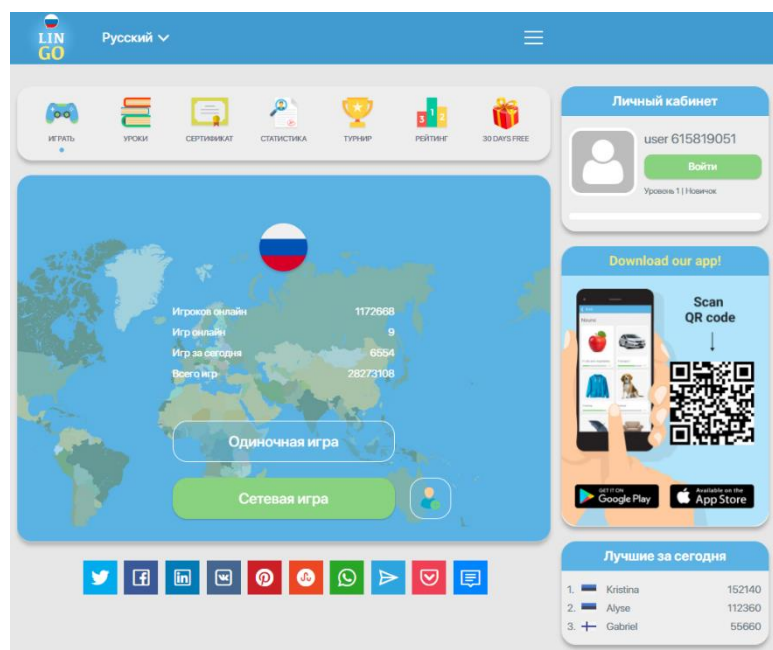 LIN
GO
Русский
ИГРАТЬ
УРОКИ
СЕРТИФИКАТ
СТАТИСТИКА
ТУРНИР
РЕЙТИНГ
30 DAYS FREE
Игроков онлайн 1172668
Игр онлайн 9
Игр за сегодня 6554
Всего игр 28273108
Одиночная игра
Сетевая игра
Личный кабинет
user 615819051
Войти
Уровень 1 | Новичок
Download our app!
Scan
QR code
GET IT ON
Google Play
Available on the
App Store
Лучшие за сегодня
1. Kristina 152140
2. Alyse 112360
3. Gabriel 55660